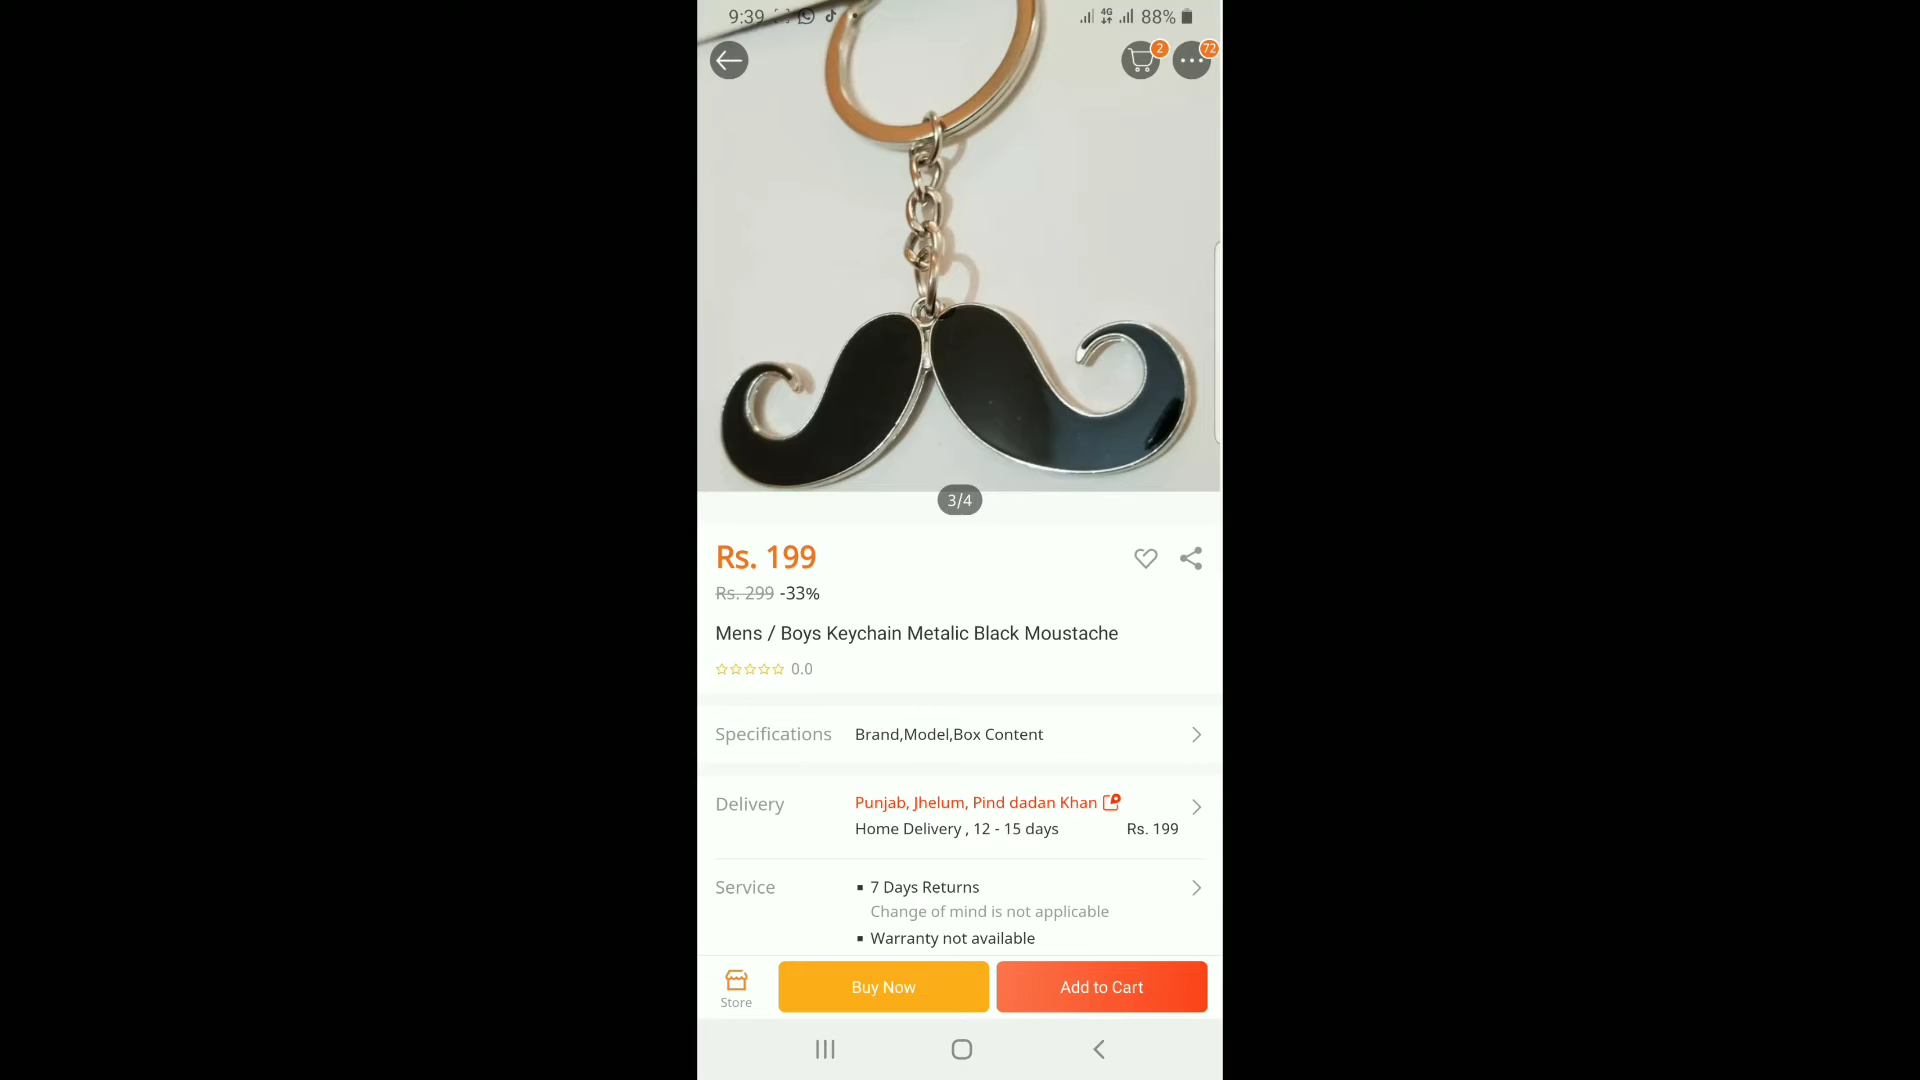 9:39
4G
88%
2
72
3/4
Rs. 199
Rs. 299 -33%
Mens / Boys Keychain Metalic Black Moustache
0.0
Specifications Brand,Model,Box Content
Delivery Punjab, Jhelum, Pind dadan Khan
Home Delivery , 12 - 15 days Rs. 199
Service ▪ 7 Days Returns
Change of mind is not applicable
▪ Warranty not available
Store
Buy Now
Add to Cart